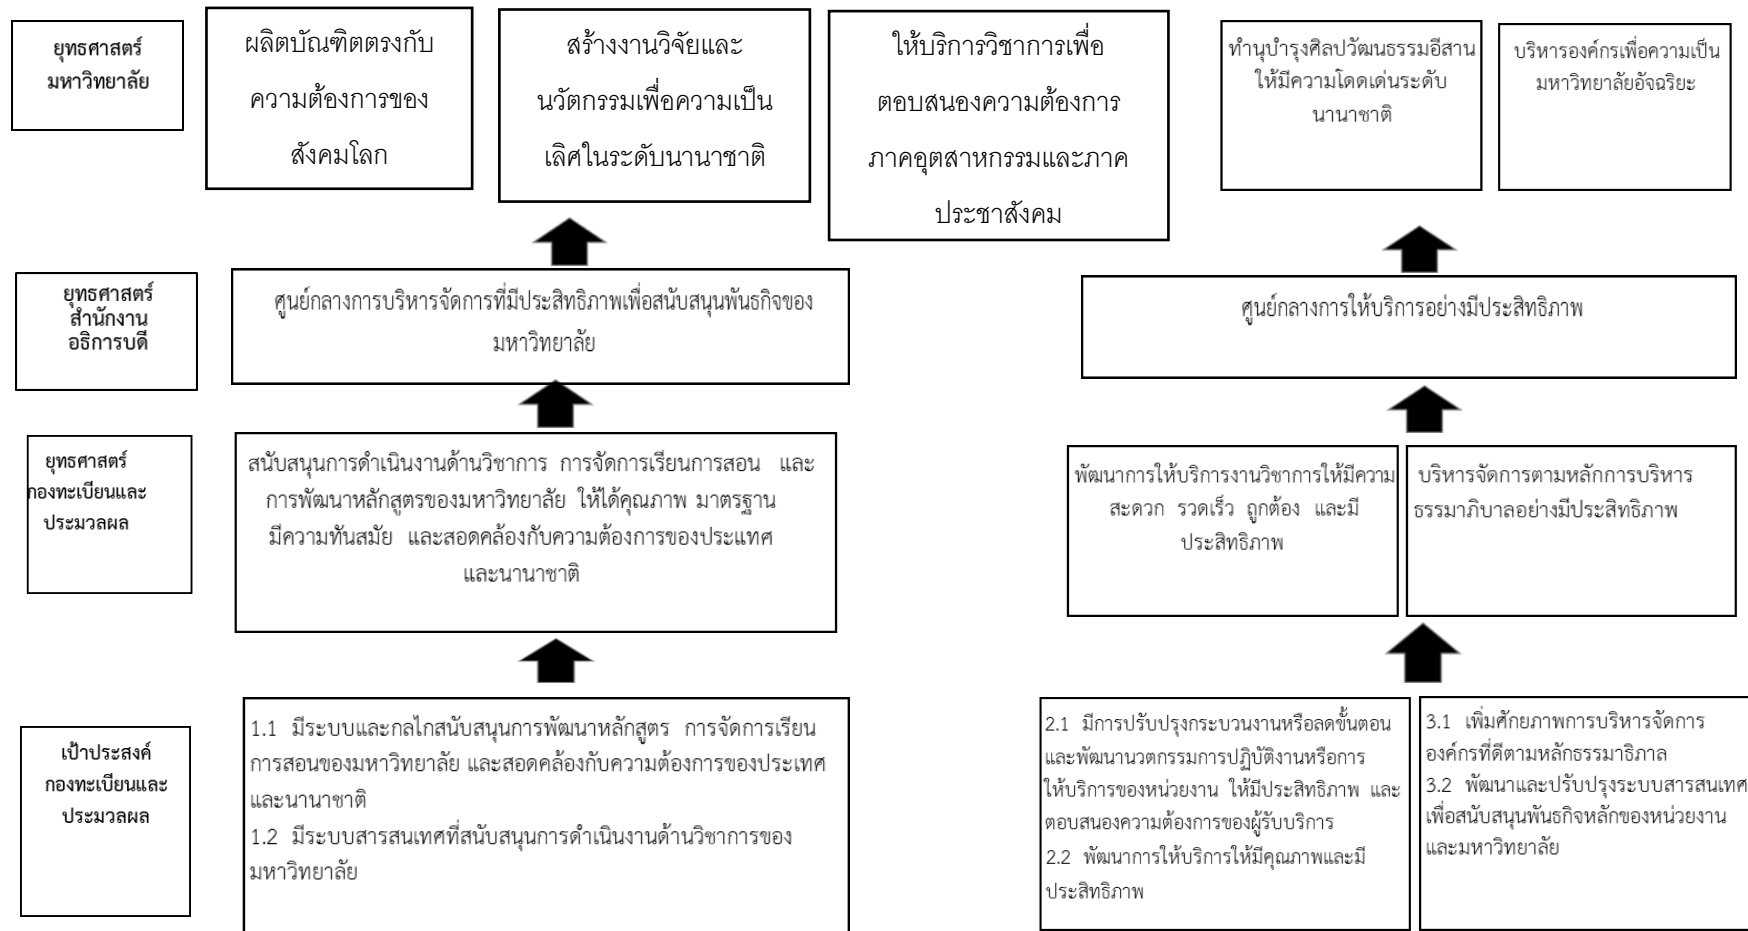 ยุทธศาสตร์
มหาวิทยาลัย
ผลิตบัณฑิตตรงกับ
ความต้องการของ
สังคมโลก
สร้างงานวิจัยและ
นวัตกรรมเพื่อความเป็น
เลิศในระดับนานาชาติ
ให้บริการวิชาการเพื่อ
ตอบสนองความต้องการ
ภาคอุตสาหกรรมและภาค
ประชาสังคม
ทำนุบำรุงศิลปวัฒนธรรมอีสาน
ให้มีความโดดเด่นระดับ
นานาชาติ
บริหารองค์กรเพื่อความเป็น
มหาวิทยาลัยอัจฉริยะ
ยุทธศาสตร์
สำนักงาน
อธิการบดี
ศูนย์กลางการบริหารจัดการที่มีประสิทธิภาพเพื่อสนับสนุนพันธกิจของ
มหาวิทยาลัย
ศูนย์กลางการให้บริการอย่างมีประสิทธิภาพ
ยุทธศาสตร์
กองทะเบียนและ
ประมวลผล
สนับสนุนการดำเนินงานด้านวิชาการ การจัดการเรียนการสอน และ
การพัฒนาหลักสูตรของมหาวิทยาลัย ให้ได้คุณภาพ มาตรฐาน
มีความทันสมัย และสอดคล้องกับความต้องการของประแทศ
และนานาชาติ
พัฒนาการให้บริการงานวิชาการให้มีความ
สะดวก รวดเร็ว ถูกต้อง และมี
ประสิทธิภาพ
บริหารจัดการตามหลักการบริหาร
ธรรมาภิบาลอย่างมีประสิทธิภาพ
เป้าประสงค์
กองทะเบียนและ
ประมวลผล
1.1 มีระบบและกลไกสนับสนุนการพัฒนาหลักสูตร การจัดการเรียน
การสอนของมหาวิทยาลัย และสอดคล้องกับความต้องการของประเทศ
และนานาชาติ
1.2 มีระบบสารสนเทศที่สนับสนุนการดำเนินงานด้านวิชาการของ
มหาวิทยาลัย
2.1 มีการปรับปรุงกระบวนงานหรือลดขั้นตอน
และพัฒนานวตกรรมการปฏิบัติงานหรือการ
ให้บริการของหน่วยงาน ให้มีประสิทธิภาพ และ
ตอบสนองความต้องการของผู้รับบริการ
2.2 พัฒนาการให้บริการให้มีคุณภาพและมี
ประสิทธิภาพ
3.1 เพิ่มศักยภาพการบริหารจัดการ
องค์กรที่ดีตามหลักธรรมาธิภาล
3.2 พัฒนาและปรับปรุงระบบสารสนเทศ
เพื่อสนับสนุนพันธกิจหลักของหน่วยงาน
และมหาวิทยาลัย